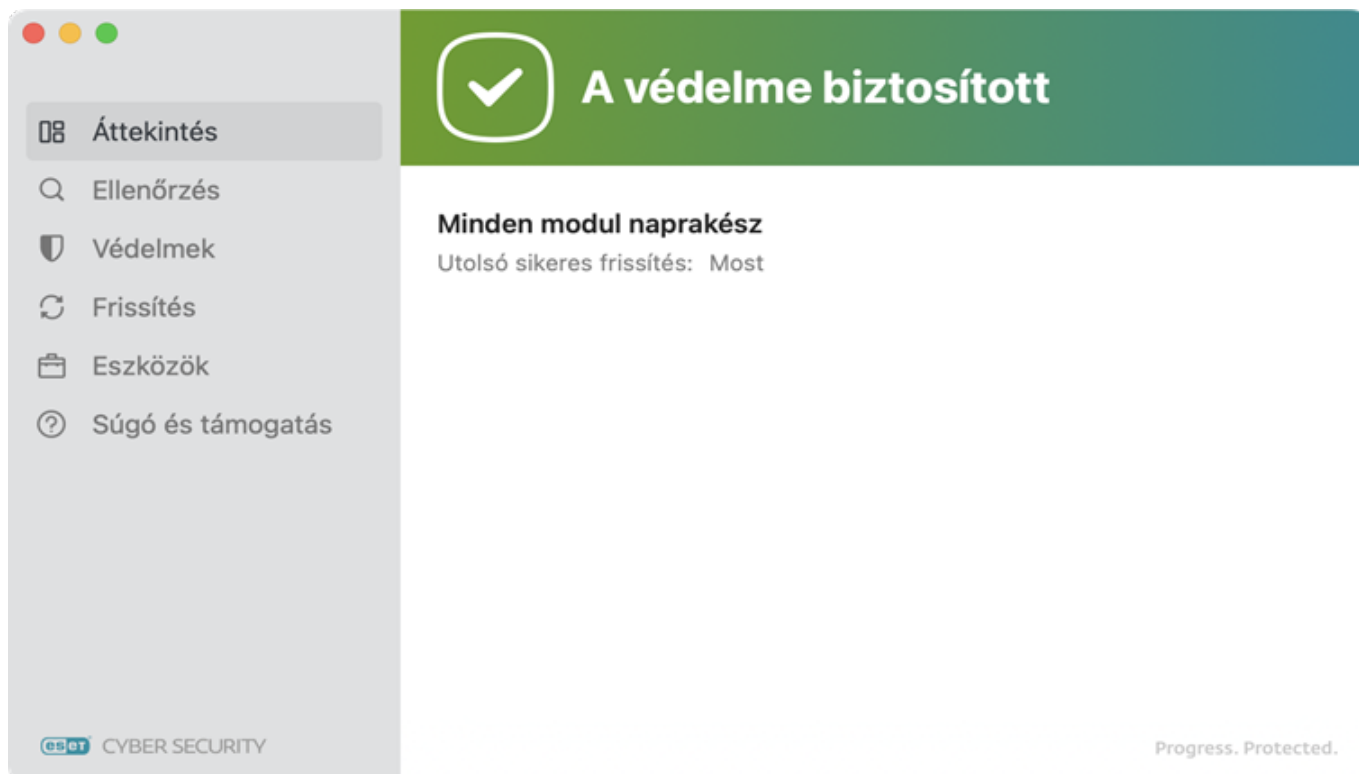 Áttekintés
Ellenőrzés
Védelmek
Frissítés
Eszközök
Súgó és támogatás
eseT CYBER SECURITY
A védelme biztosított
Minden modul naprakész
Utolsó sikeres frissítés: Most
Progress. Protected.